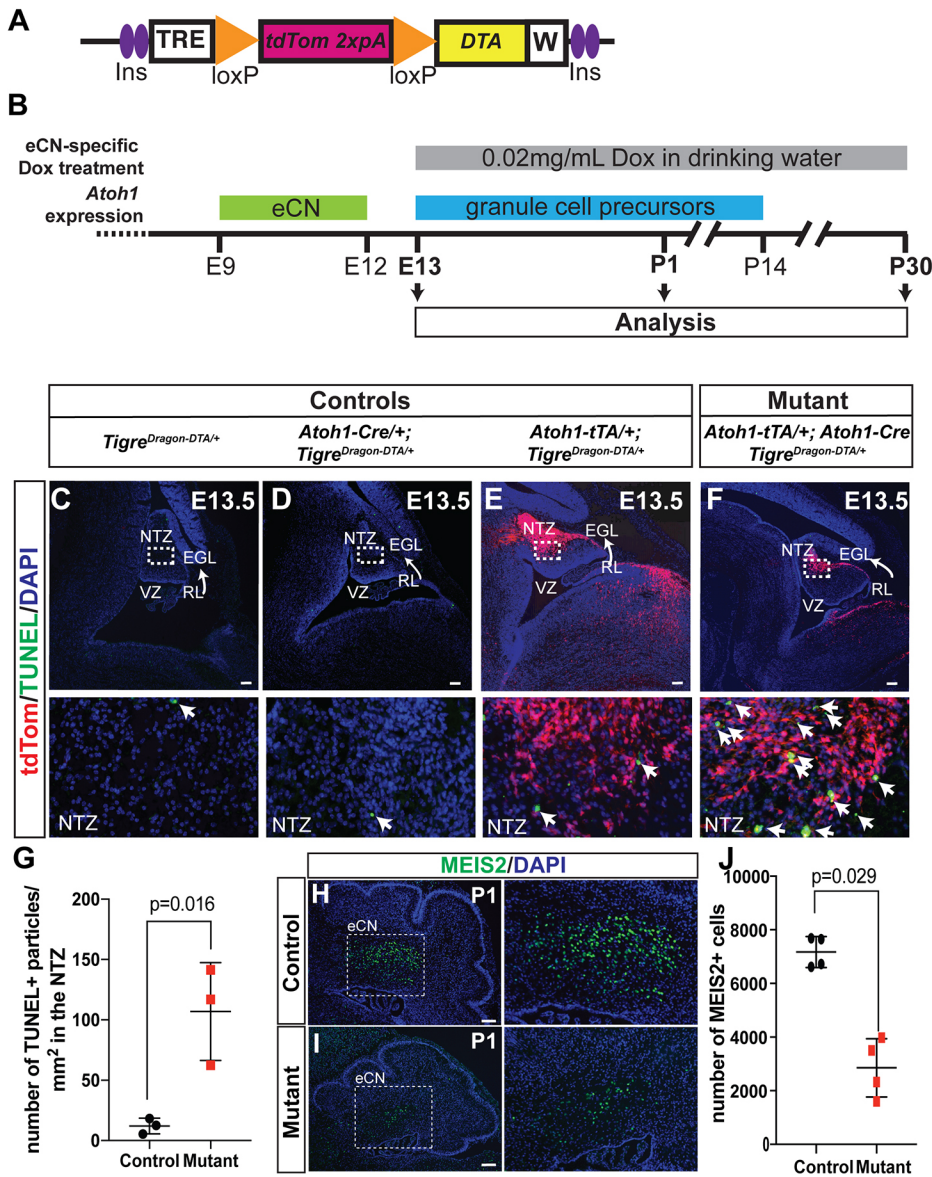 A
TRE
tdTom 2xpA
DTA
W
Ins
loxP
loxP
Ins
B
eCN-specific
Dox treatment
0.02mg/mL Dox in drinking water
Atoh1
expression
eCN
granule cell precursors
E9
E12
E13
P1
P14
P30
Analysis
Controls
Mutant
Tigre^Dragon-DTA/+
Atoh1-Cre/+;
Tigre^Dragon-DTA/+
Atoh1-tTA/+;
Tigre^Dragon-DTA/+
Atoh1-tTA/+; Atoh1-Cre
Tigre^Dragon-DTA/+
tdTom/TUNEL/DAPI
C
E13.5
NTZ
EGL
VZ
RL
D
E13.5
NTZ
EGL
VZ
RL
E
E13.5
NTZ
EGL
VZ
RL
F
E13.5
NTZ
EGL
VZ
RL
NTZ
NTZ
NTZ
NTZ
G
number of TUNEL+ particles/
mm² in the NTZ
p=0.016
200
150
100
50
0
Control
Mutant
MEIS2/DAPI
Control
H
P1
eCN
Mutant
I
P1
eCN
J
number of MEIS2+ cells
p=0.029
10000
8000
6000
4000
2000
0
Control
Mutant